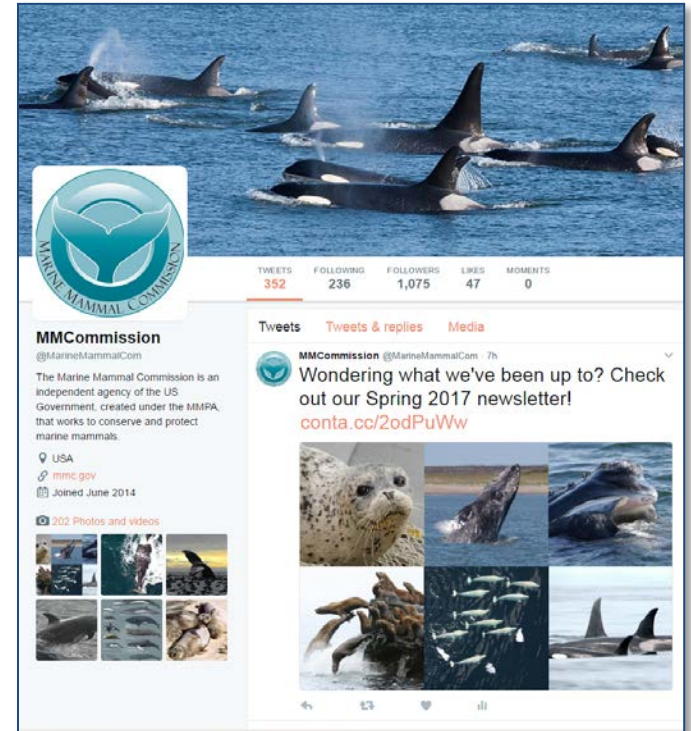 MARINE MAMMAL COMMISSION
TWEETS FOLLOWING FOLLOWERS LIKES MOMENTS
352 236 1,075 47 0
MMCommission
@MarineMammalCom
The Marine Mammal Commission is an
independent agency of the US
Government, created under the MMPA,
that works to conserve and protect
marine mammals.
USA
mmc.gov
Joined June 2014
202 Photos and videos
Tweets Tweets & replies Media
MMCommission @MarineMammalCom · 7h
Wondering what we've been up to? Check
out our Spring 2017 newsletter!
conta.cc/2odPuWw